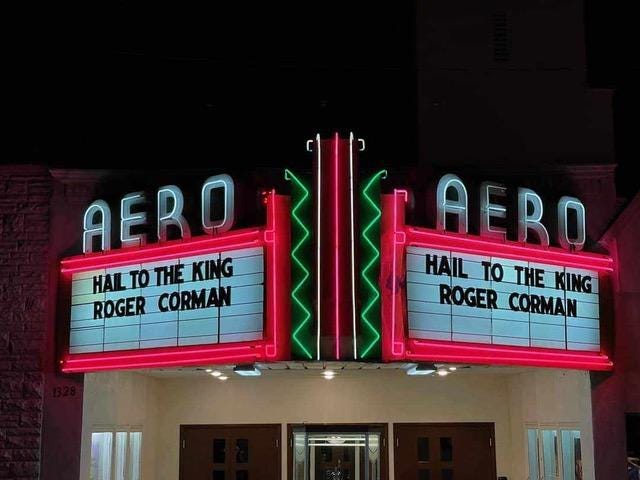 AERO
HAIL TO THE KING
ROGER CORMAN
AERO
HAIL TO THE KING
ROGER CORMAN
1328